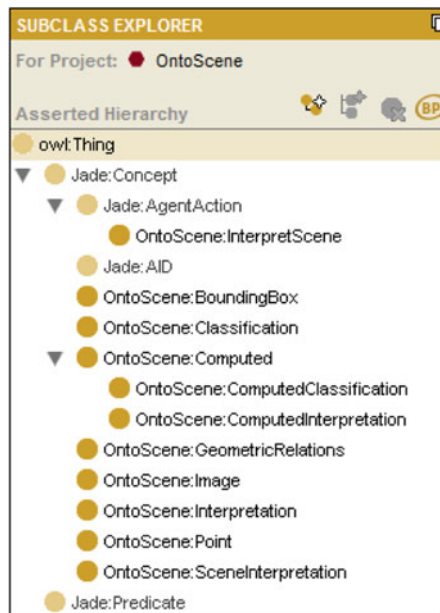 SUBCLASS EXPLORER
For Project: OntoScene
Asserted Hierarchy
BP
owl:Thing
Jade:Concept
Jade:AgentAction
OntoScene:InterpretScene
Jade:AID
OntoScene:BoundingBox
OntoScene:Classification
OntoScene:Computed
OntoScene:ComputedClassification
OntoScene:ComputedInterpretation
OntoScene:GeometricRelations
OntoScene:Image
OntoScene:Interpretation
OntoScene:Point
OntoScene:SceneInterpretation
Jade:Predicate